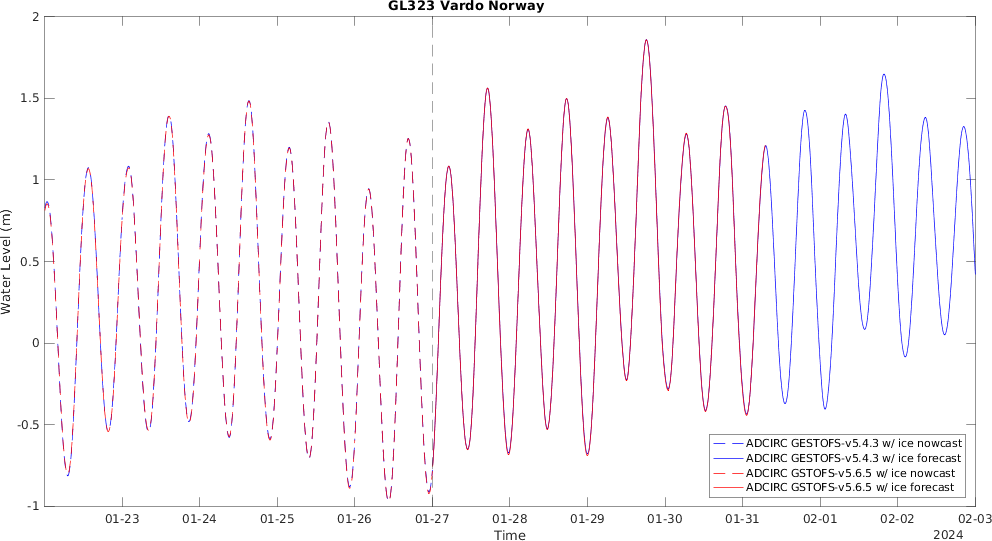 GL323 Vardo Norway
2
1.5
1
0.5
0
-0.5
-1
Water Level (m)
ADCIRC GESTOFS-v5.4.3 w/ ice nowcast
ADCIRC GESTOFS-v5.4.3 w/ ice forecast
ADCIRC GSTOFS-v5.6.5 w/ ice nowcast
ADCIRC GSTOFS-v5.6.5 w/ ice forecast
01-23 01-24 01-25 01-26 01-27 01-28 01-29 01-30 01-31 02-01 02-02 02-03
Time
2024